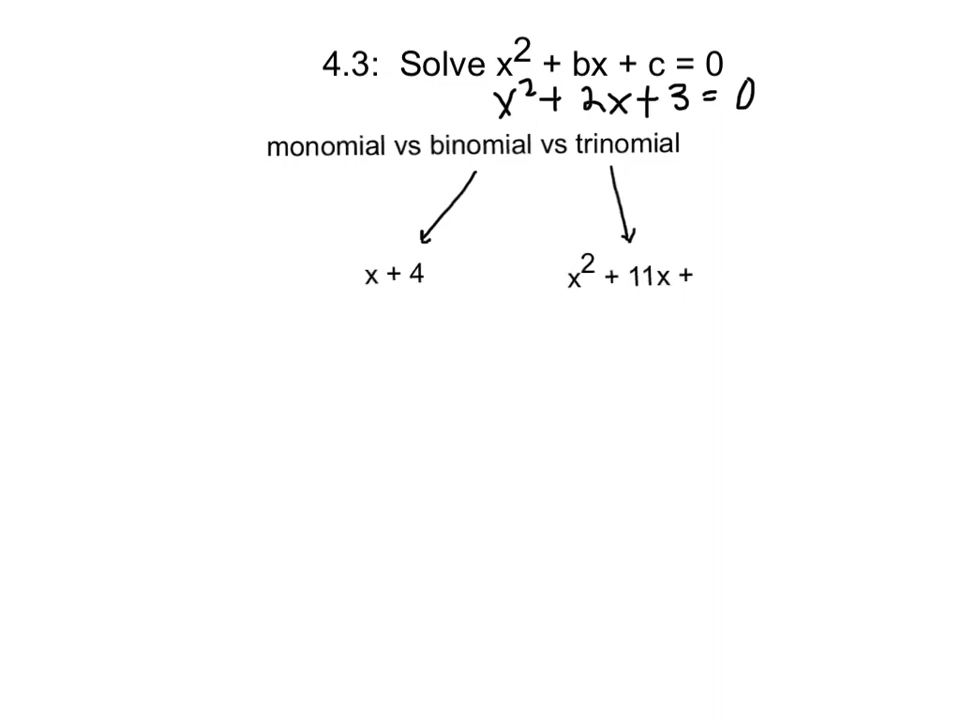 4.3: Solve x² + bx + c = 0
x² + 2x + 3 = 0
monomial vs binomial vs trinomial
x + 4 x² + 11x +